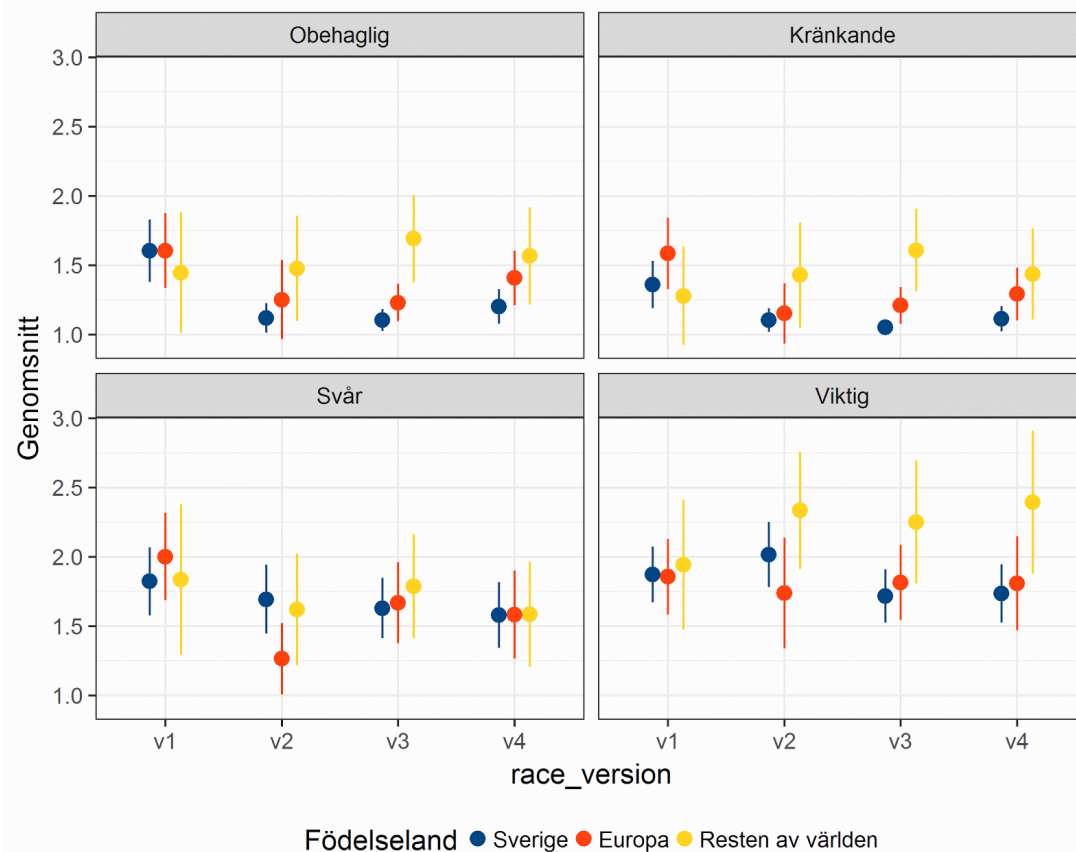 Obehaglig Kränkande
3.0
2.5
2.0
1.5
1.0
Genomsnitt
Svår Viktig
3.0
2.5
2.0
1.5
1.0
v1 v2 v3 v4 v1 v2 v3 v4
race_version
Födelseland Sverige Europa Resten av världen